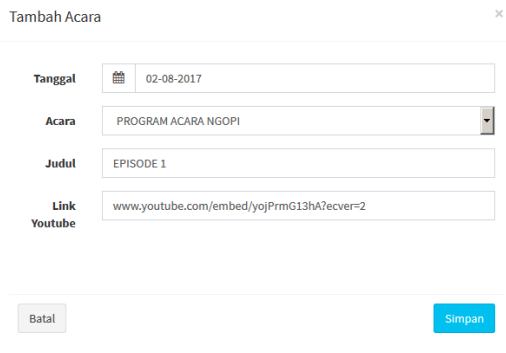 Tambah Acara ×
Tanggal 02-08-2017
Acara PROGRAM ACARA NGOPI
Judul EPISODE 1
Link Youtube www.youtube.com/embed/yojPrmG13hA?ecver=2
Batal Simpan